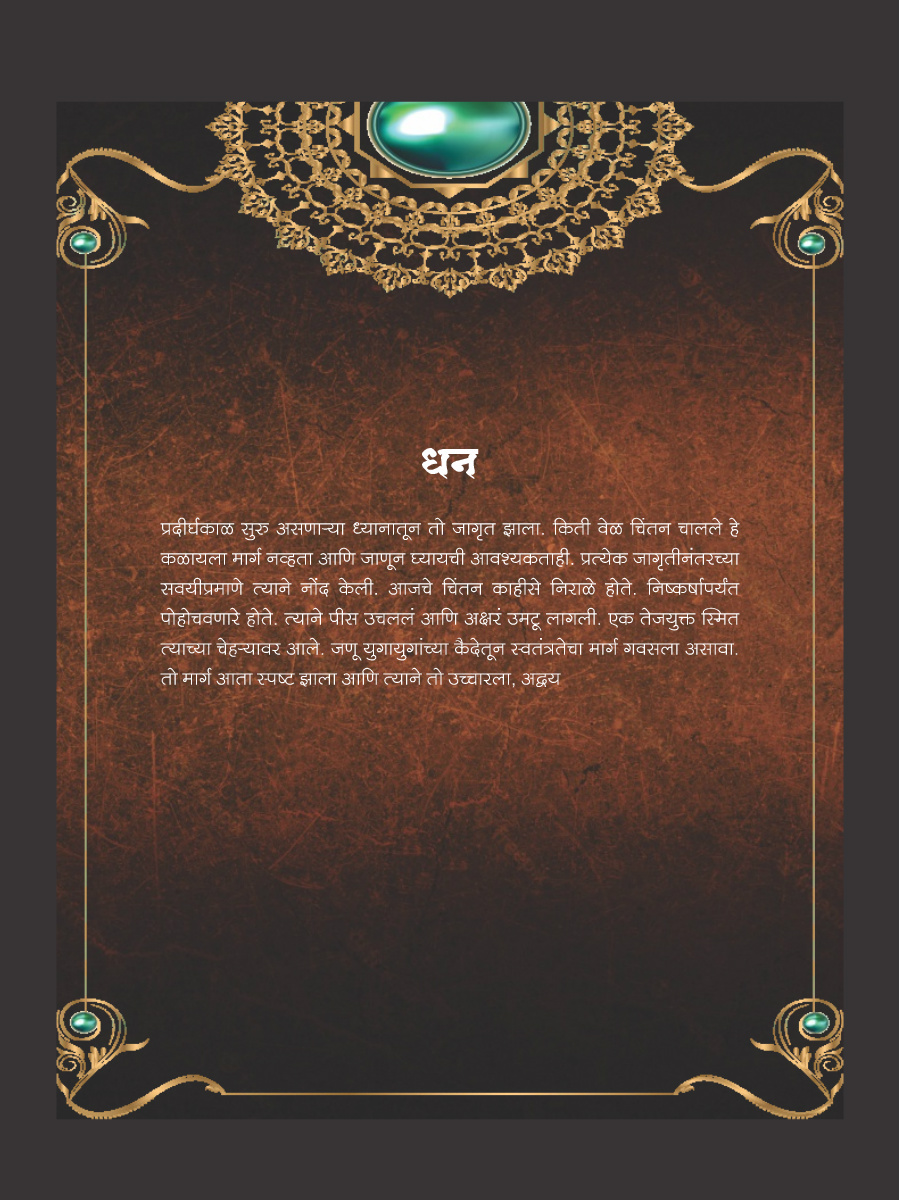 धन
प्रदीर्घकाळ सुरु असणाऱ्या ध्यानातून तो जागृत झाला. किती वेळ चिंतन चालले हे
कळायला मार्ग नव्हता आणि जाणून घ्यायची आवश्यकताही. प्रत्येक जागृतीनंतरच्या
सवयीप्रमाणे त्याने नोंद केली. आजचे चिंतन काहीसे निराळे होते. निष्कर्षापर्यंत
पोहोचवणारे होते. त्याने पीस उचललं आणि अक्षरं उमटू लागली. एक तेजयुक्त स्मित
त्याच्या चेहऱ्यावर आले. जणू युगायुगांच्या कैदेतून स्वतंत्रतेचा मार्ग गवसला असावा.
तो मार्ग आता स्पष्ट झाला आणि त्याने तो उच्चारला, अद्वय